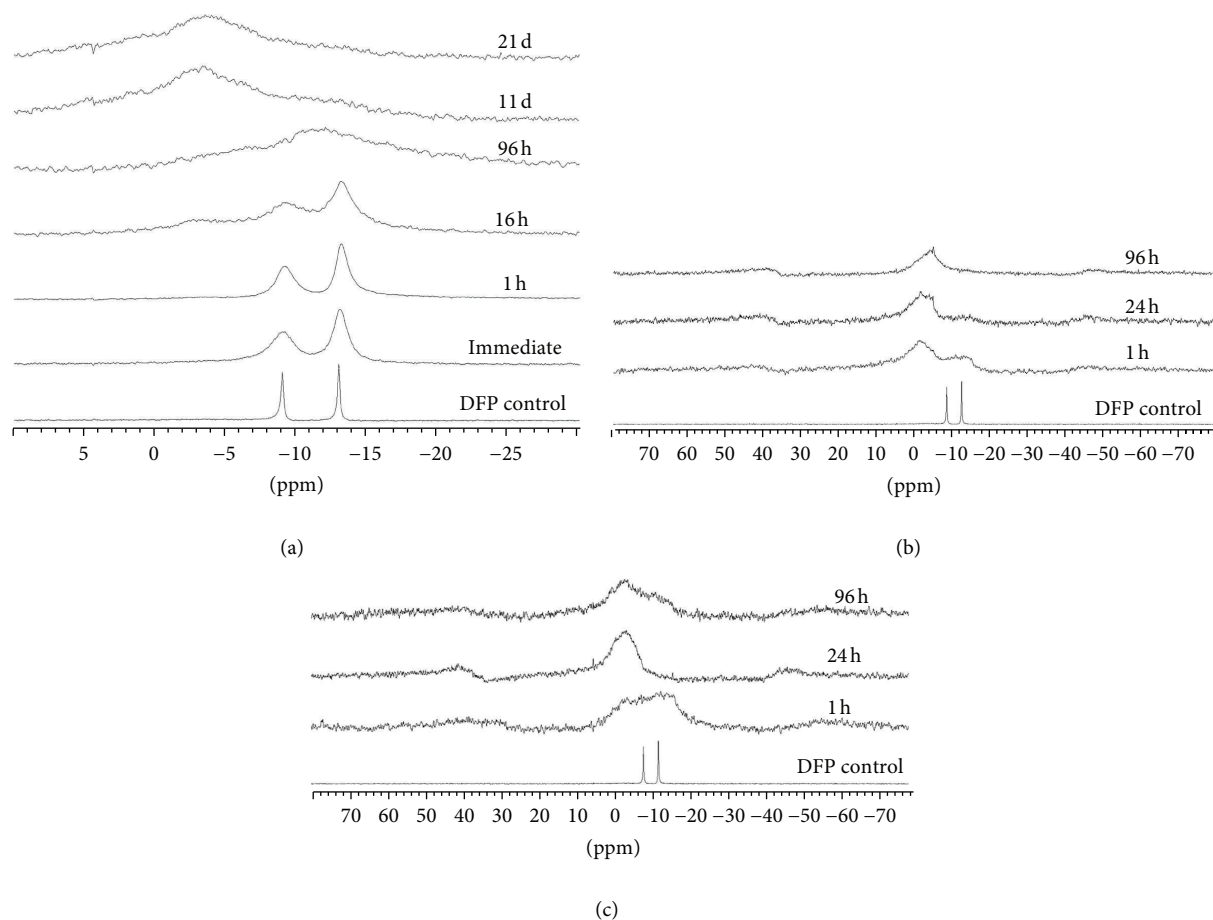 21 d
11 d
96 h
16 h
1 h
Immediate
DFP control
5 0 −5 −10 −15 −20 −25
(ppm)
(a)
96 h
24 h
1 h
DFP control
70 60 50 40 30 20 10 0 −10 −20 −30 −40 −50 −60 −70
(ppm)
(b)
96 h
24 h
1 h
DFP control
70 60 50 40 30 20 10 0 −10 −20 −30 −40 −50 −60 −70
(ppm)
(c)